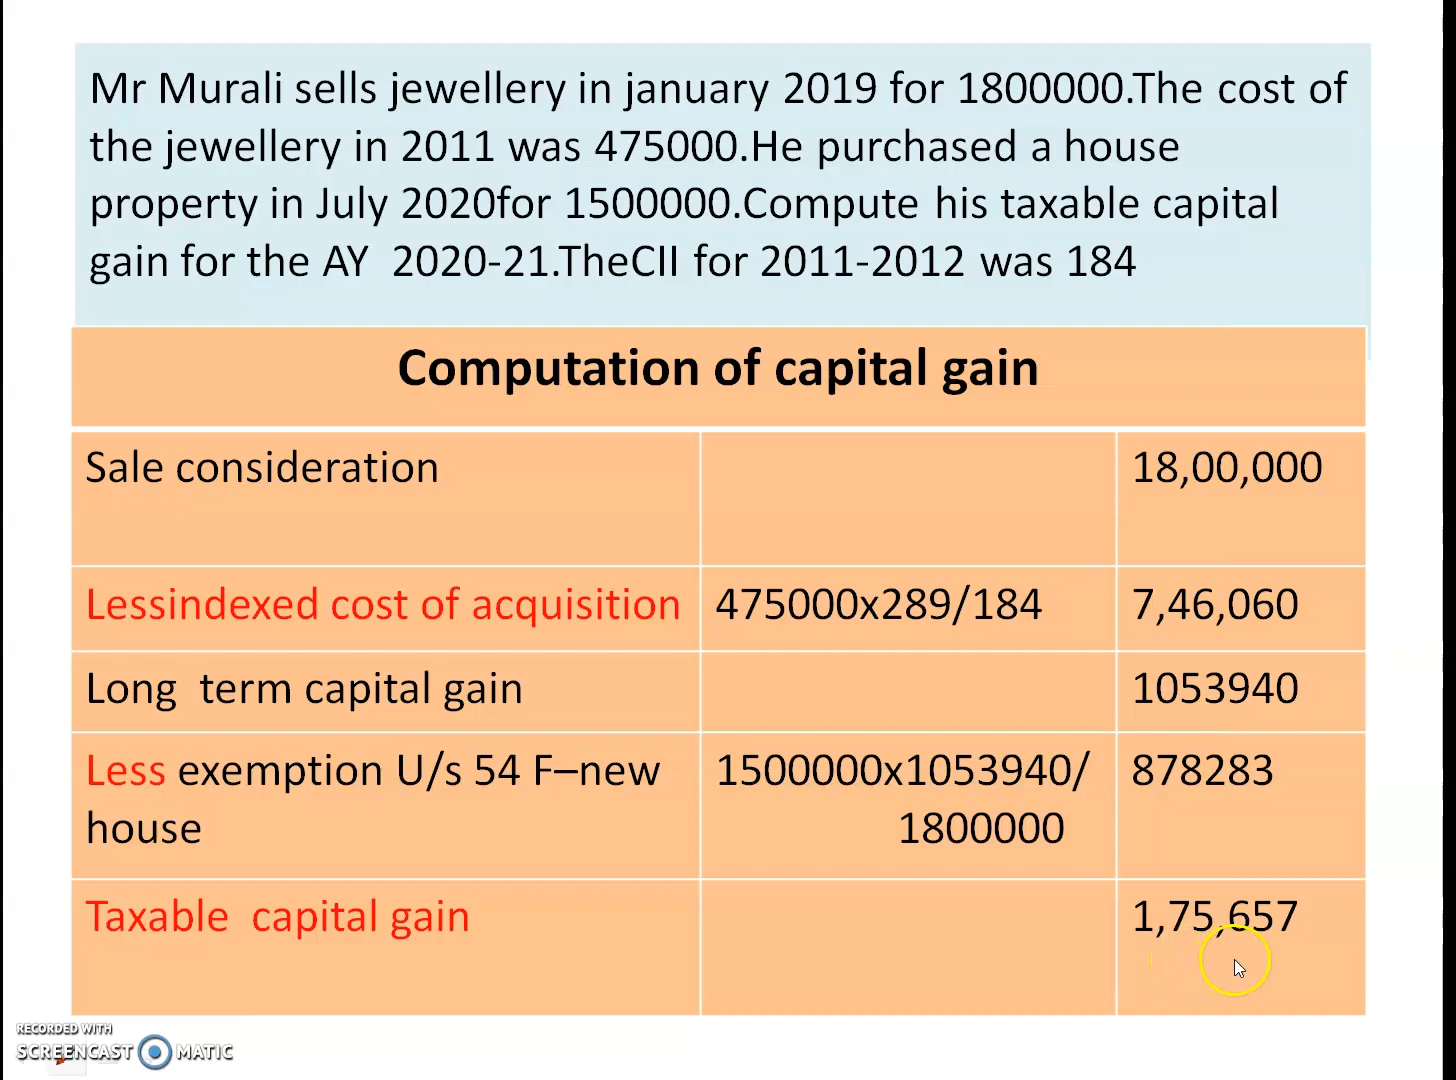 Mr Murali sells jewellery in january 2019 for 1800000.The cost of
the jewellery in 2011 was 475000.He purchased a house
property in July 2020for 1500000.Compute his taxable capital
gain for the AY 2020-21.TheCII for 2011-2012 was 184
Computation of capital gain
Sale consideration 18,00,000
Lessindexed cost of acquisition 475000x289/184 7,46,060
Long term capital gain 1053940
Less exemption U/s 54 F–new 1500000x1053940/ 878283
house 1800000
Taxable capital gain 1,75,657
RECORDED WITH
SCREENCAST MATIC